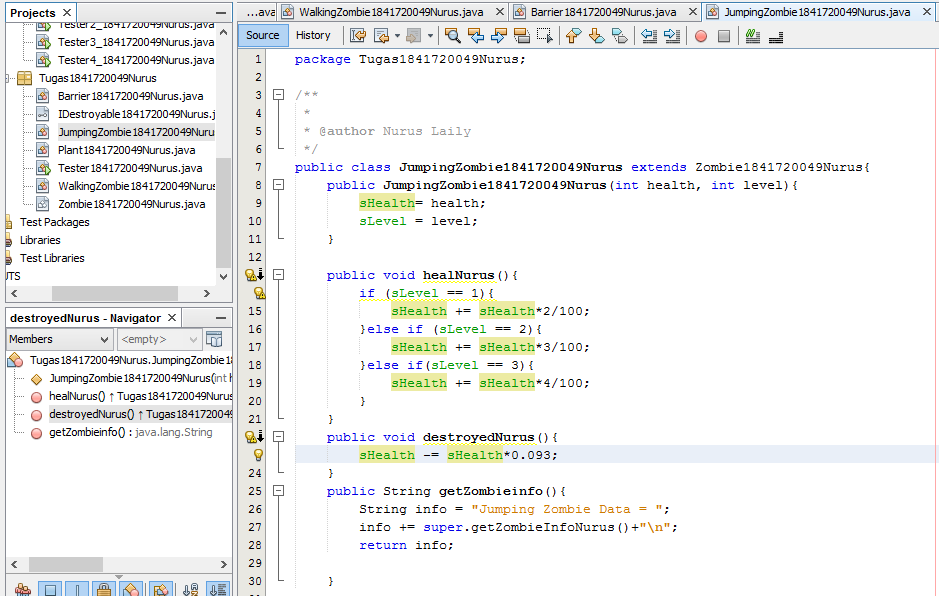 Projects
Tester2_1841720049Nurus.java
Tester3_1841720049Nurus.java
Tester4_1841720049Nurus.java
Tugas1841720049Nurus
Barrier1841720049Nurus.java
IDestroyable1841720049Nurus.j
JumpingZombie1841720049Nuru
Plant1841720049Nurus.java
Tester1841720049Nurus.java
WalkingZombie1841720049Nurus
Zombie1841720049Nurus.java
Test Packages
Libraries
Test Libraries
UTS
destroyedNurus - Navigator
Members
<empty>
Tugas1841720049Nurus.JumpingZombie1
JumpingZombie1841720049Nurus(int h
healNurus() ↑ Tugas1841720049Nurus
destroyedNurus() ↑ Tugas184172004
getZombieinfo() : java.lang.String
...ava
WalkingZombie1841720049Nurus.java
Barrier1841720049Nurus.java
JumpingZombie1841720049Nurus.java
Source History
1 package Tugas1841720049Nurus;
2
3 /**
4 *
5 * @author Nurus Laily
6 */
7 public class JumpingZombie1841720049Nurus extends Zombie1841720049Nurus{
8 public JumpingZombie1841720049Nurus(int health, int level){
9 sHealth= health;
10 sLevel = level;
11 }
12
public void healNurus(){
if (sLevel == 1){
15 sHealth += sHealth*2/100;
16 }else if (sLevel == 2){
17 sHealth += sHealth*3/100;
18 }else if(sLevel == 3){
19 sHealth += sHealth*4/100;
20 }
21 }
public void destroyedNurus(){
sHealth -= sHealth*0.093;
24 }
25 public String getZombieinfo(){
26 String info = "Jumping Zombie Data = ";
27 info += super.getZombieInfoNurus()+"\n";
28 return info;
29
30 }